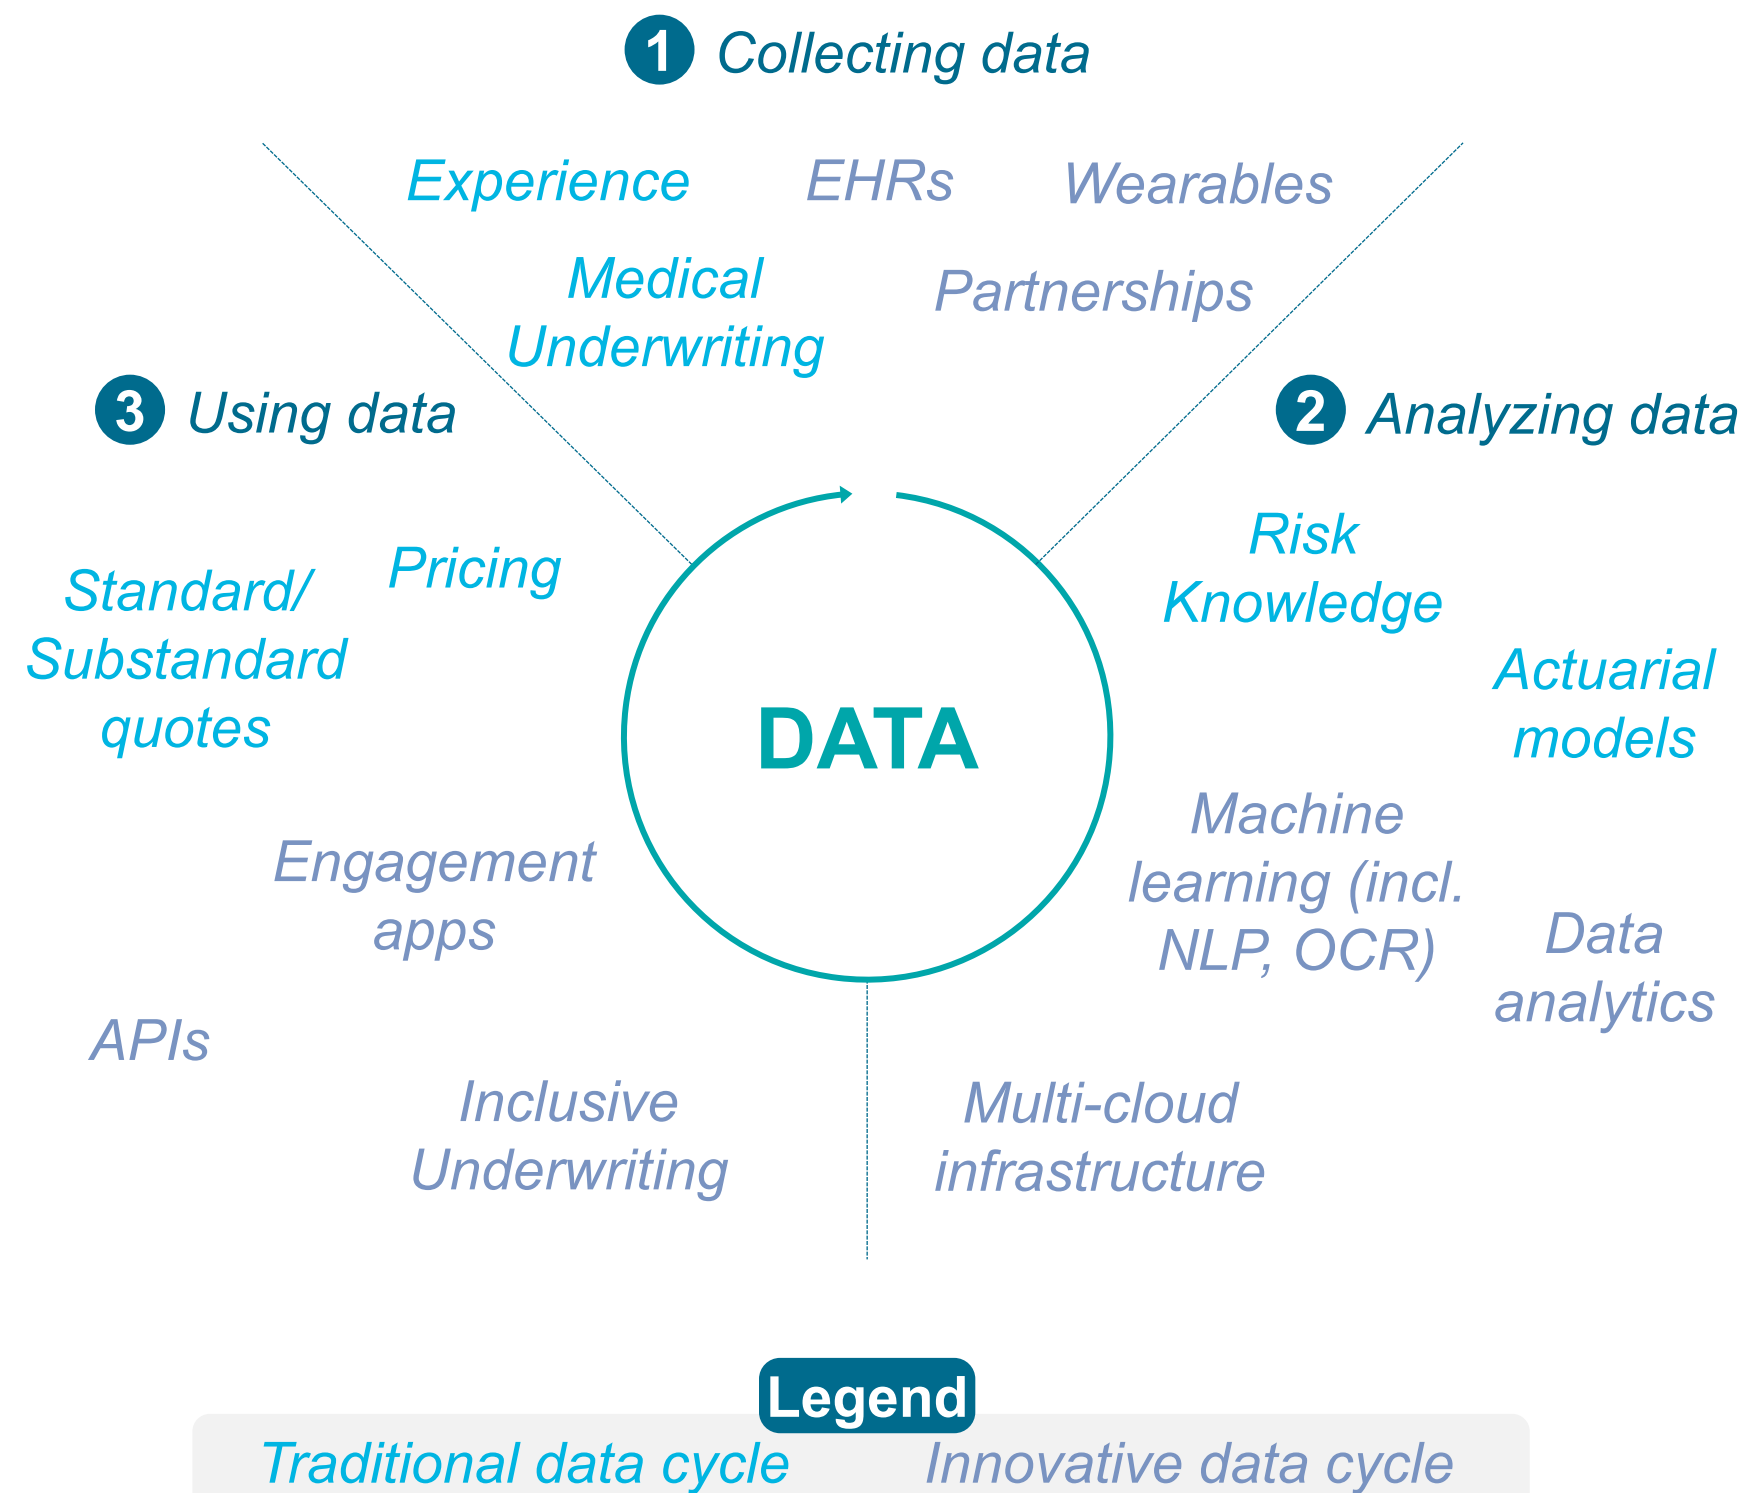 1 Collecting data
Experience EHRs Wearables
Medical
Underwriting
Partnerships
3 Using data
2 Analyzing data
Standard/
Substandard
quotes
Pricing
Risk
Knowledge
Actuarial
models
DATA
Machine
learning (incl.
NLP, OCR)
Data
analytics
Engagement
apps
APIs
Inclusive
Underwriting
Multi-cloud
infrastructure
Legend
Traditional data cycle Innovative data cycle